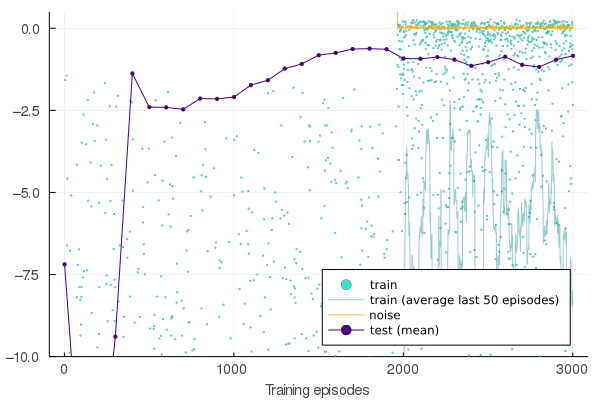 0.0
−2.5
−5.0
−7.5
−10.0
train
train (average last 50 episodes)
noise
test (mean)
0 1000 2000 3000
Training episodes